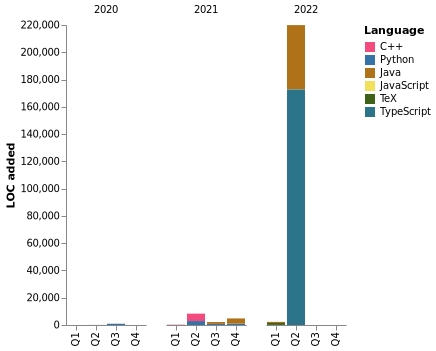 2020 2021 2022
Language
C++
Python
Java
JavaScript
TeX
TypeScript
LOC added
220,000
200,000
180,000
160,000
140,000
120,000
100,000
80,000
60,000
40,000
20,000
0
Q1 Q2 Q3 Q4 Q1 Q2 Q3 Q4 Q1 Q2 Q3 Q4